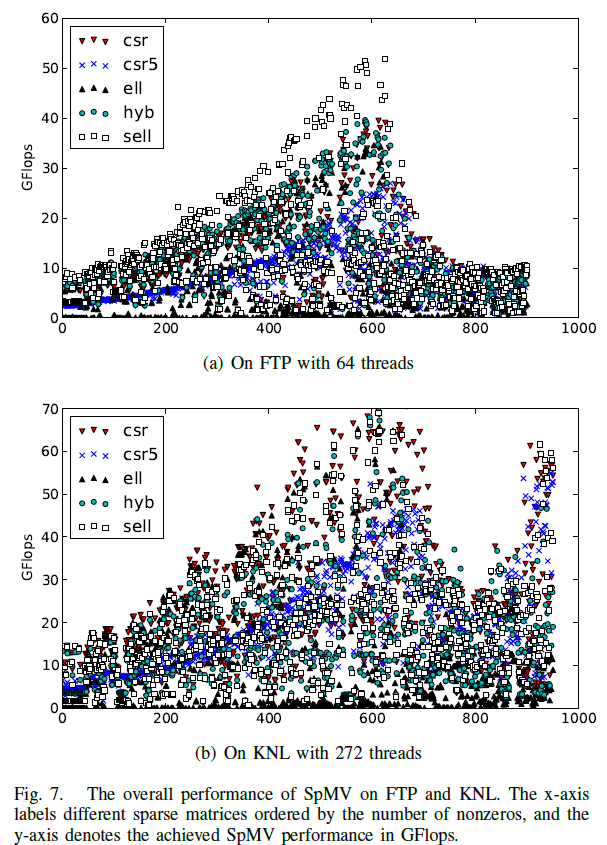 60
50
40
30
20
10
0
GFlops
csr
csr5
ell
hyb
sell
0 200 400 600 800 1000
(a) On FTP with 64 threads
70
60
50
40
30
20
10
0
GFlops
csr
csr5
ell
hyb
sell
0 200 400 600 800 1000
(b) On KNL with 272 threads
Fig. 7. The overall performance of SpMV on FTP and KNL. The x-axis
labels different sparse matrices ordered by the number of nonzeros, and the
y-axis denotes the achieved SpMV performance in GFlops.